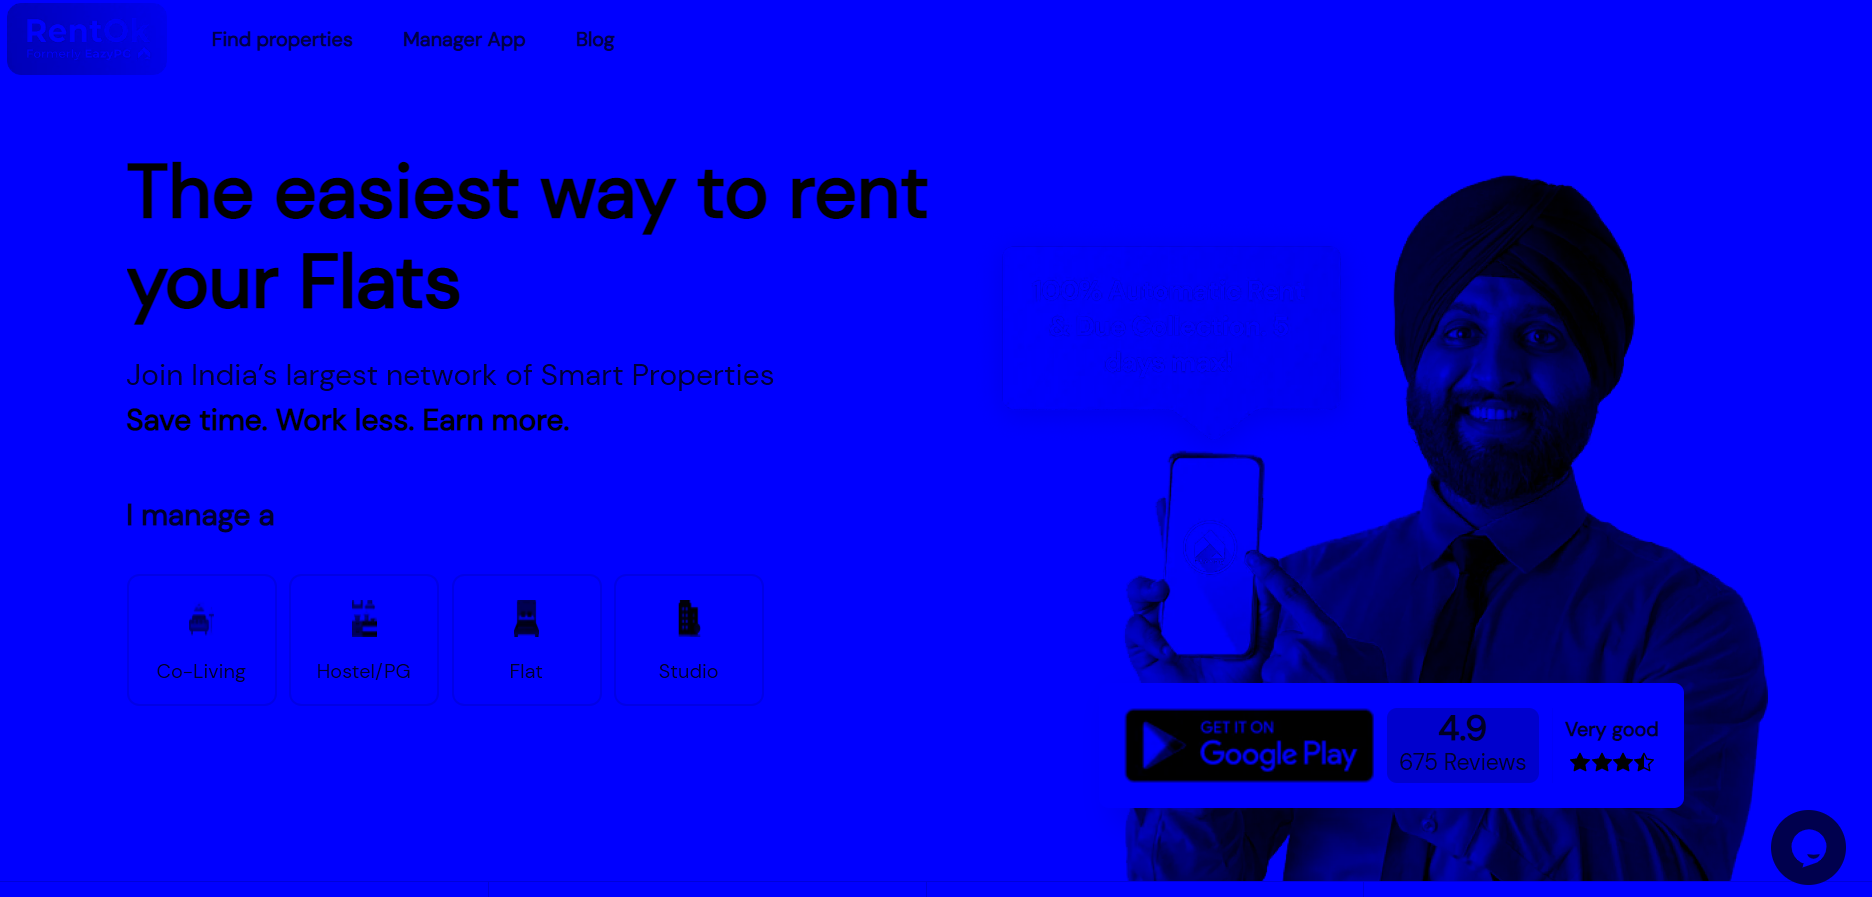 RentOk
Find properties
Manager App
Blog
The easiest way to rent
your Flats
Join India's largest network of Smart Properties
Save time. Work less. Earn more.
I manage a
Co-Living
Hostel/PG
Flat
Studio
GET IT ON
Google Play
4.9
675 Reviews
Very good